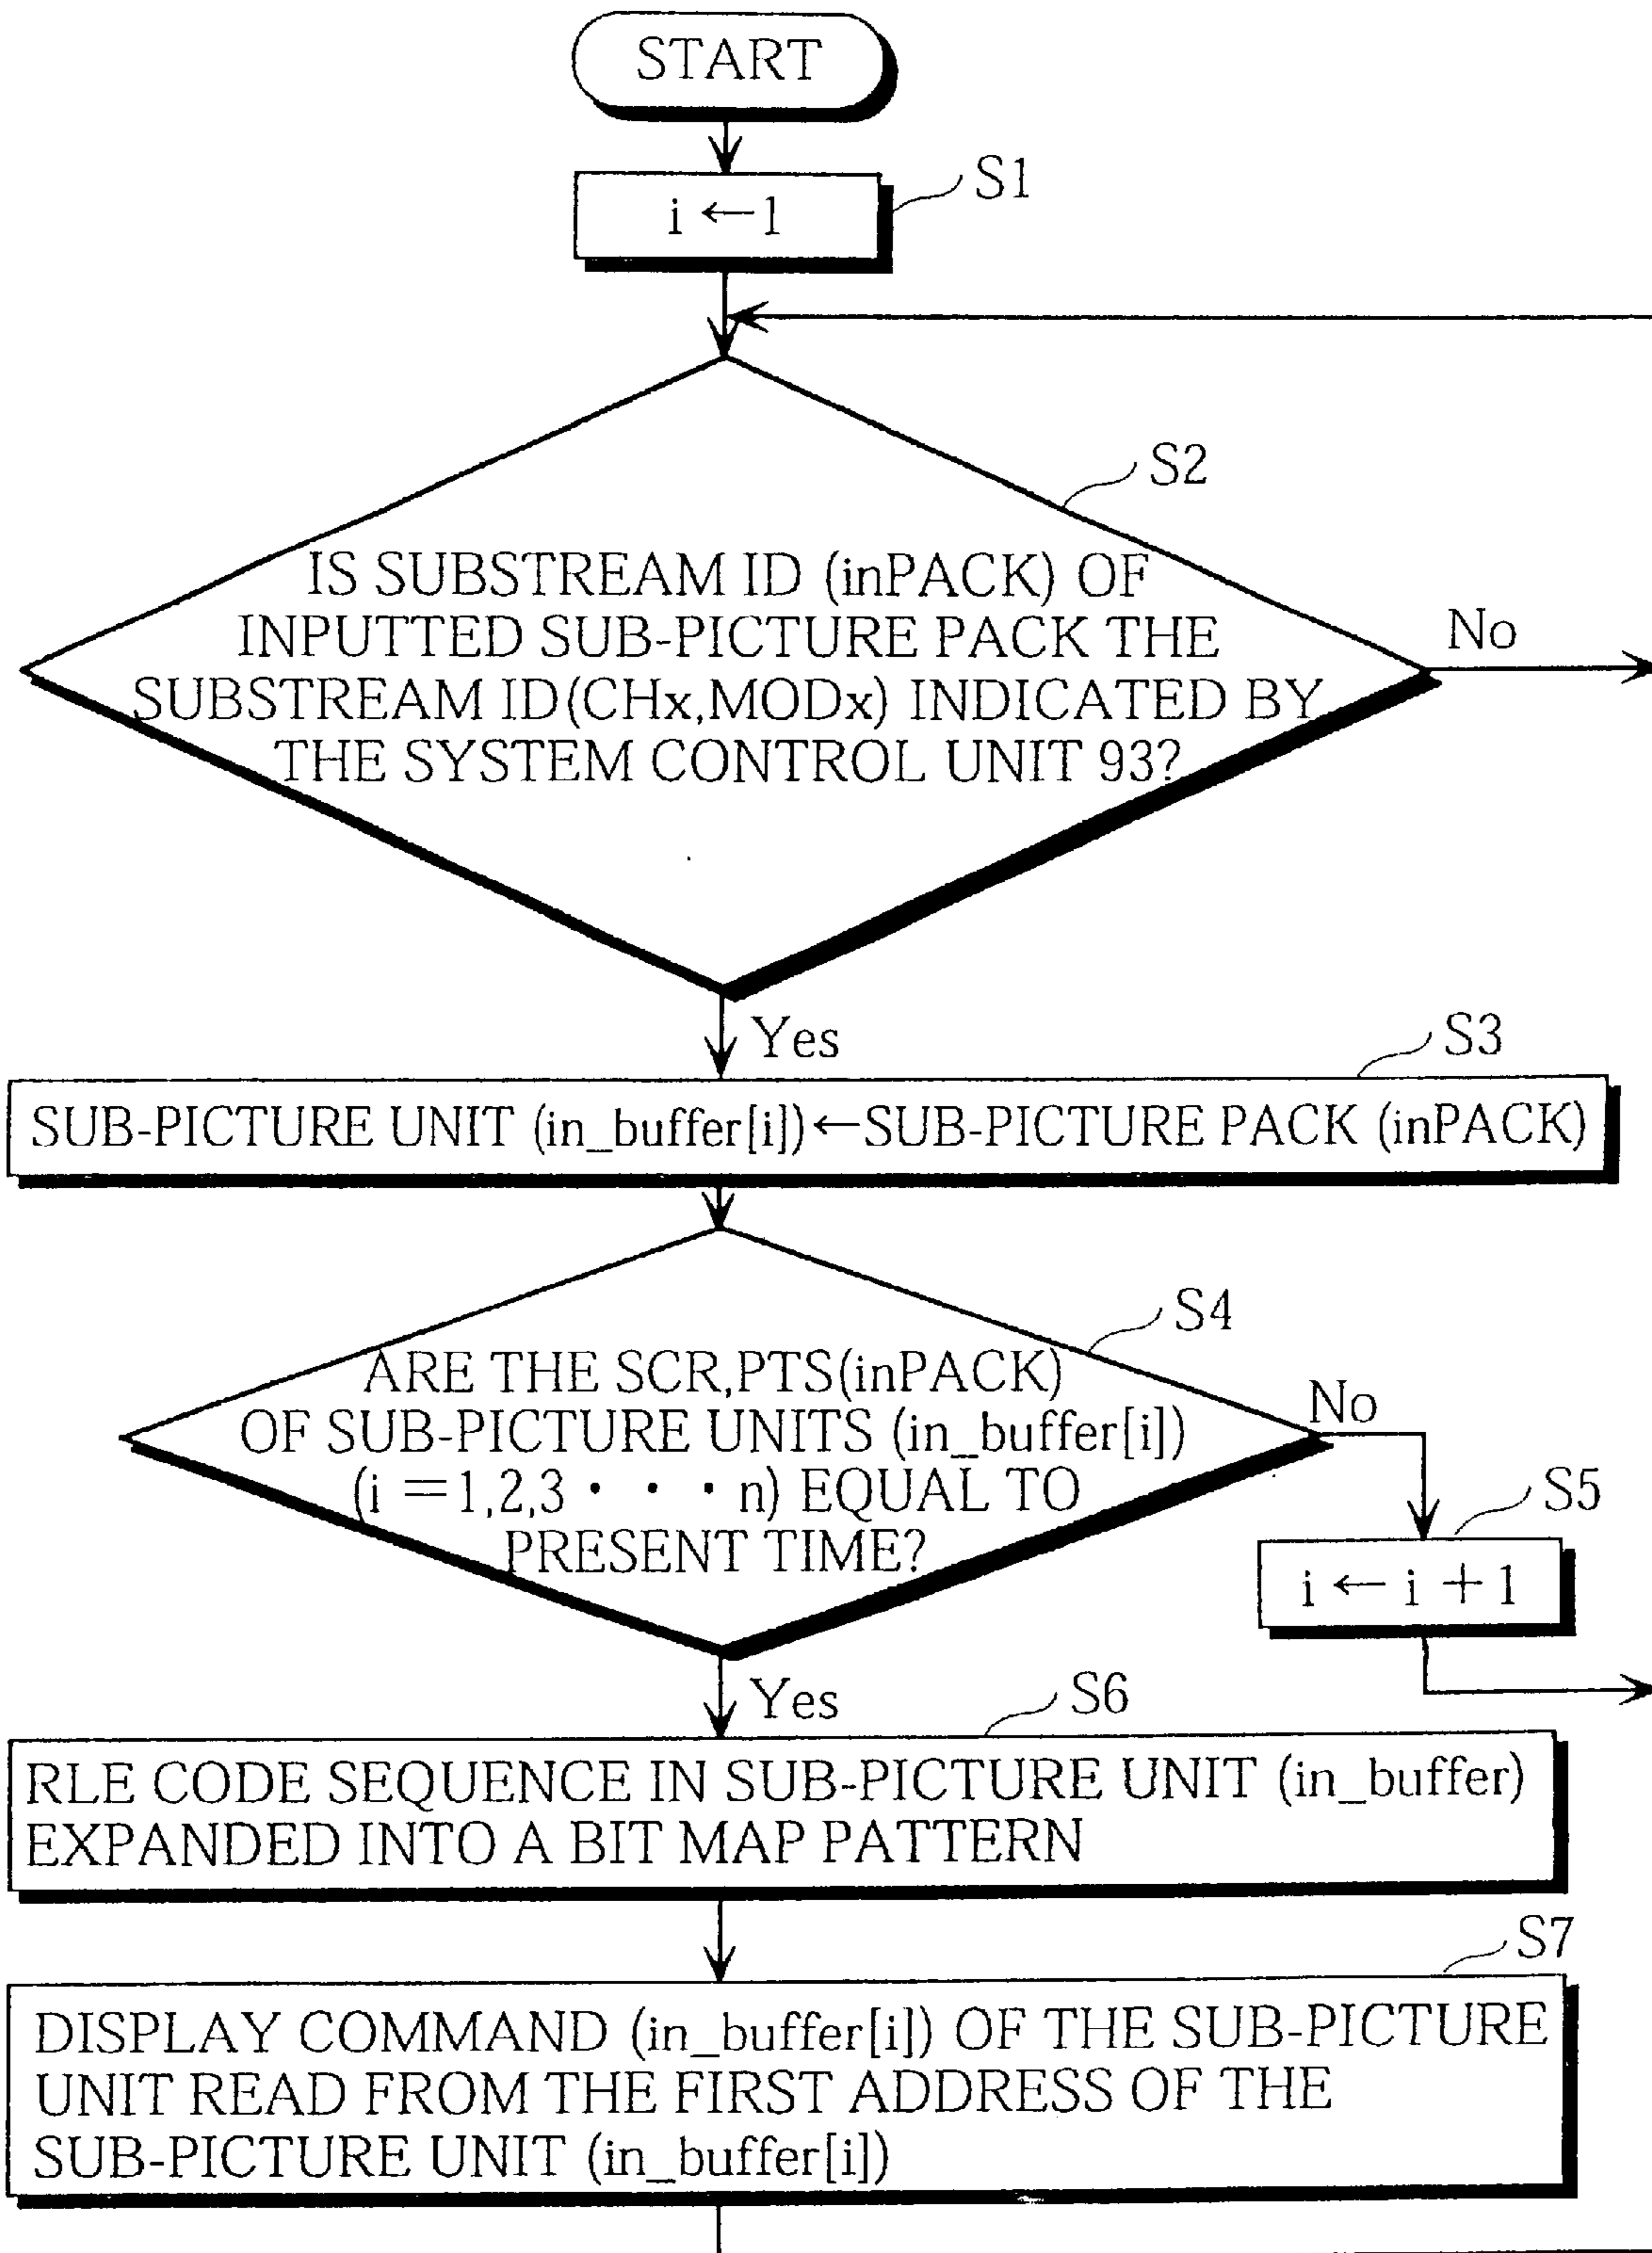 START
i ←1
S1
S2
IS SUBSTREAM ID (inPACK) OF
INPUTTED SUB-PICTURE PACK THE
SUBSTREAM ID(CHx,MODx) INDICATED BY
THE SYSTEM CONTROL UNIT 93?
No
Yes
S3
SUB-PICTURE UNIT (in_buffer[i])←SUB-PICTURE PACK (inPACK)
S4
ARE THE SCR,PTS(inPACK)
OF SUB-PICTURE UNITS (in_buffer[i])
(i =1,2,3・・・n) EQUAL TO
PRESENT TIME?
No
S5
i ← i +1
Yes
S6
RLE CODE SEQUENCE IN SUB-PICTURE UNIT (in_buffer)
EXPANDED INTO A BIT MAP PATTERN
S7
DISPLAY COMMAND (in_buffer[i]) OF THE SUB-PICTURE
UNIT READ FROM THE FIRST ADDRESS OF THE
SUB-PICTURE UNIT (in_buffer[i])